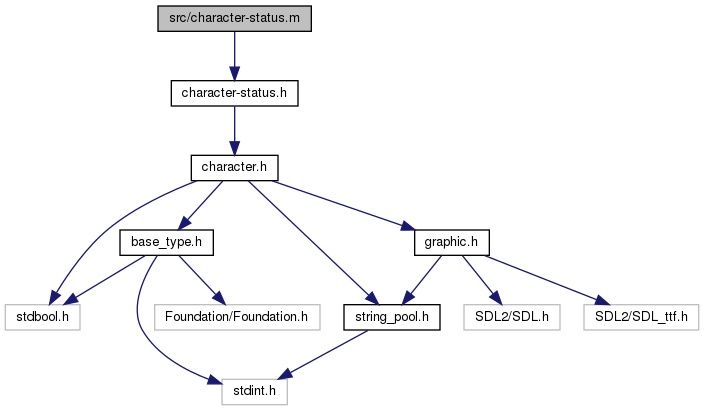 src/character-status.m
character-status.h
character.h
base_type.h
graphic.h
stdbool.h
Foundation/Foundation.h
string_pool.h
SDL2/SDL.h
SDL2/SDL_ttf.h
stdint.h